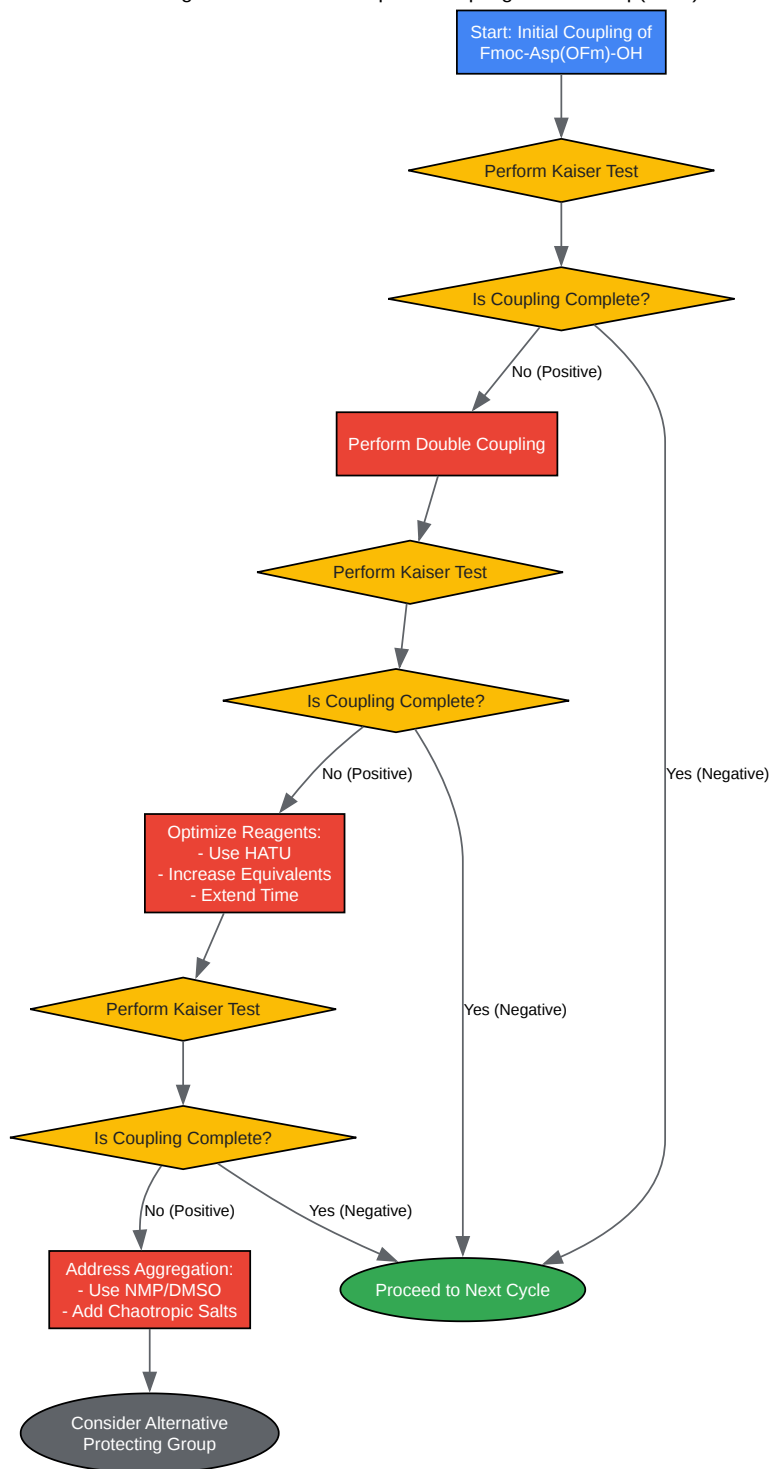 Start: Initial Coupling of
Fmoc-Asp(OFm)-OH
Perform Kaiser Test
Is Coupling Complete?
No (Positive)
Perform Double Coupling
Perform Kaiser Test
Is Coupling Complete?
No (Positive)
Yes (Negative)
Optimize Reagents:
- Use HATU
- Increase Equivalents
- Extend Time
Perform Kaiser Test
Yes (Negative)
Is Coupling Complete?
No (Positive)
Yes (Negative)
Address Aggregation:
- Use NMP/DMSO
- Add Chaotropic Salts
Proceed to Next Cycle
Consider Alternative
Protecting Group